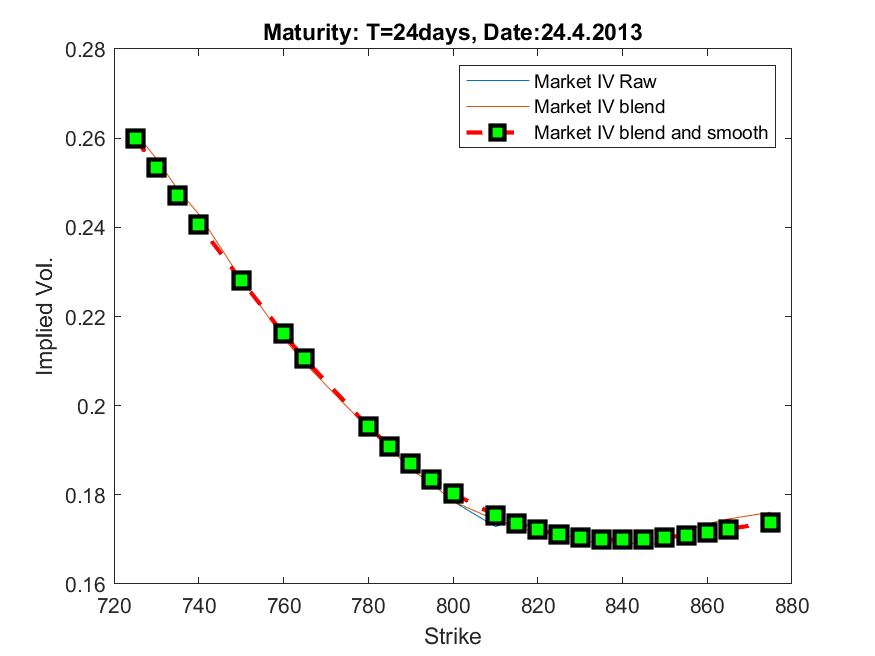 Maturity: T=24days, Date:24.4.2013
0.28
0.26
0.24
0.22
0.2
0.18
0.16
Implied Vol.
Market IV Raw
Market IV blend
Market IV blend and smooth
720 740 760 780 800 820 840 860 880
Strike